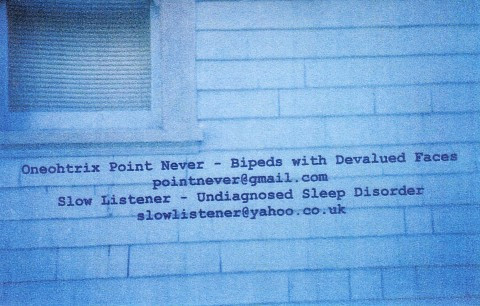 Oneohtrix Point Never - Bipeds with Devalued Faces
pointnever@gmail.com
Slow Listener - Undiagnosed Sleep Disorder
slowlistener@yahoo.co.uk